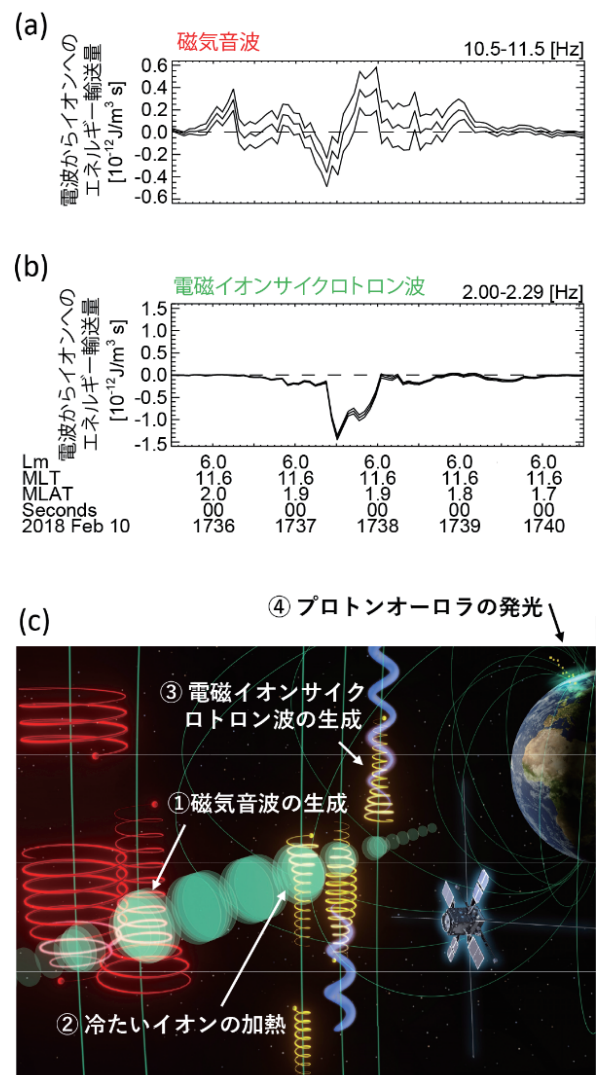 (a)
磁気音波
10.5-11.5 [Hz]
電波からイオンへの
エネルギー輸送量
[10⁻¹² J/m³ s]
0.6
0.4
0.2
0.0
-0.2
-0.4
-0.6
(b)
電磁イオンサイクロトロン波
2.00-2.29 [Hz]
電波からイオンへの
エネルギー輸送量
[10⁻¹² J/m³ s]
1.5
1.0
0.5
0.0
-0.5
-1.0
-1.5
Lm 6.0 6.0 6.0 6.0 6.0
MLT 11.6 11.6 11.6 11.6 11.6
MLAT 2.0 1.9 1.9 1.8 1.7
Seconds 00 00 00 00 00
2018 Feb 10 1736 1737 1738 1739 1740
(c)
④ プロトンオーロラの発光
③ 電磁イオンサイク
ロトロン波の生成
①磁気音波の生成
② 冷たいイオンの加熱